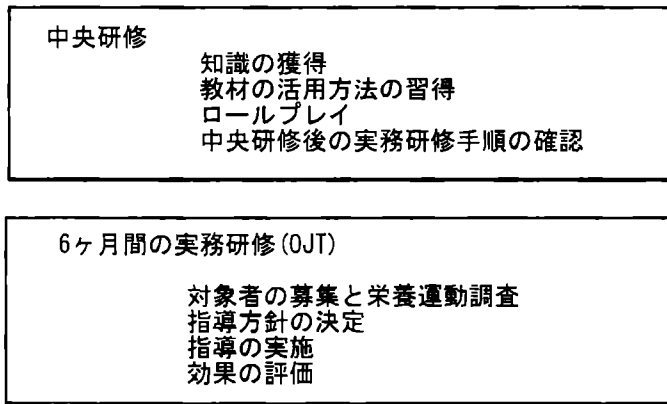 中央研修
知識の獲得
教材の活用方法の習得
ロールプレイ
中央研修後の実務研修手順の確認
6ヶ月間の実務研修(OJT)
対象者の募集と栄養運動調査
指導方針の決定
指導の実施
効果の評価